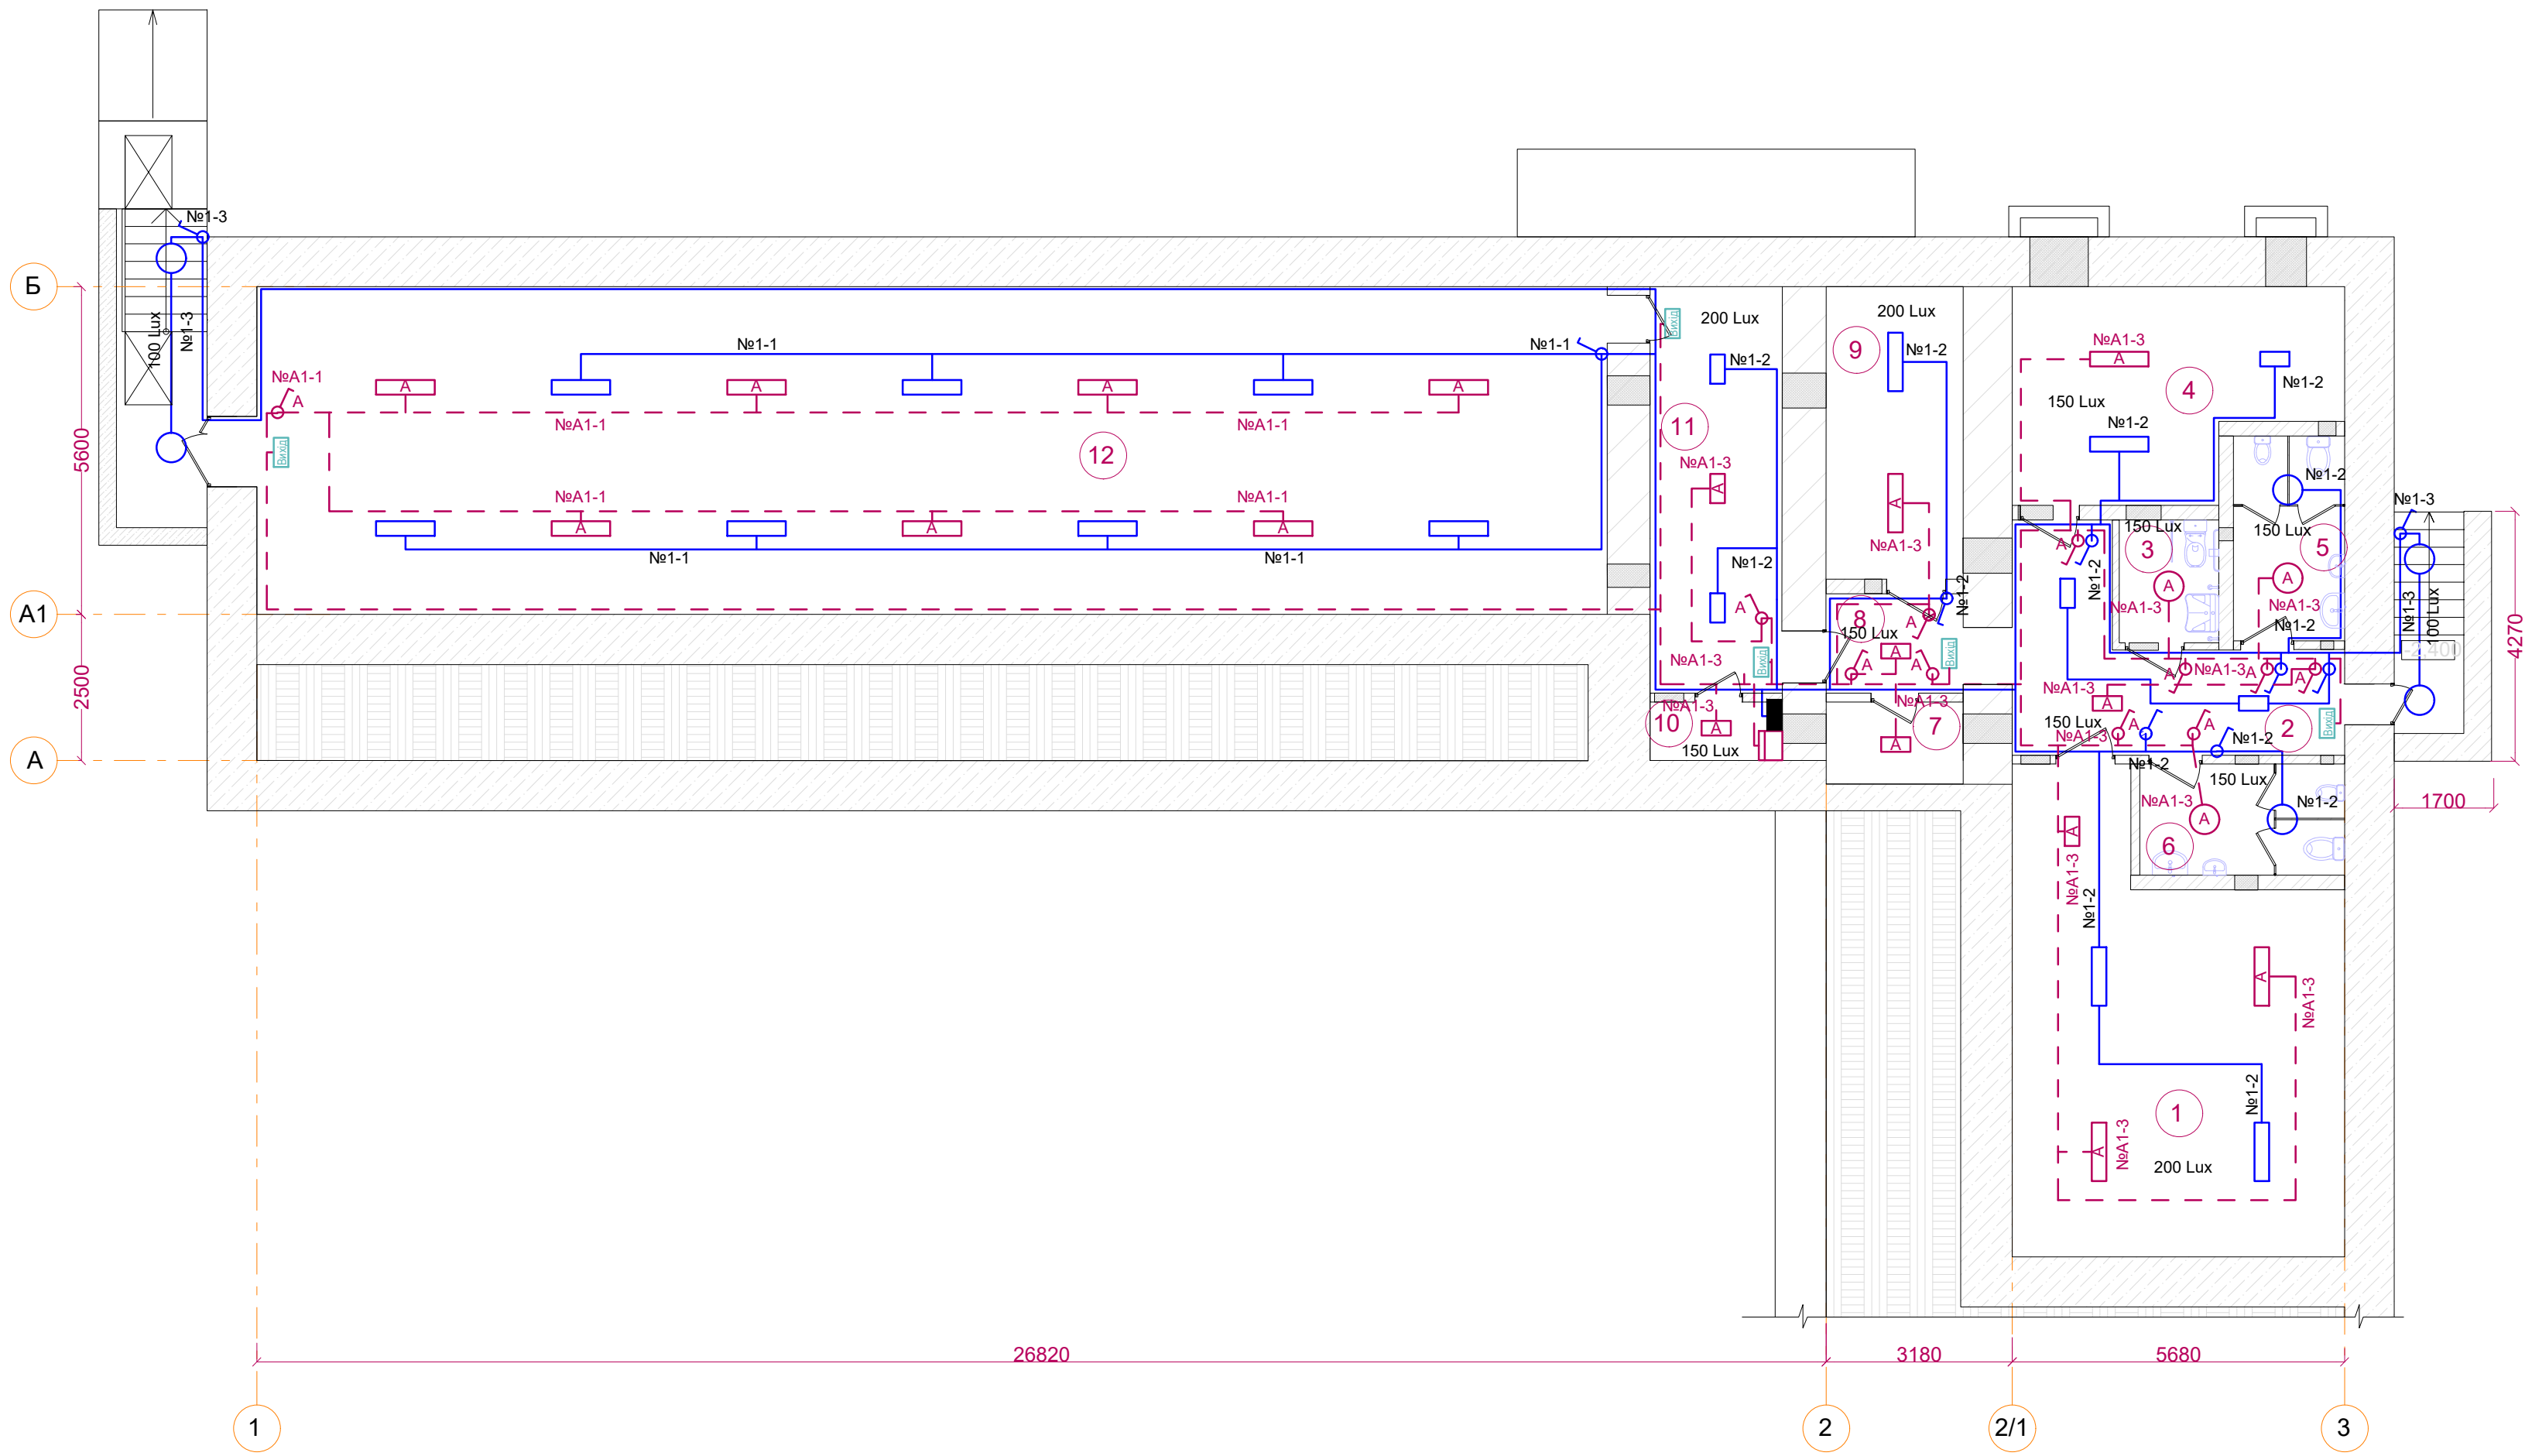 №1-3
Б
100 Lux
№1-3
200 Lux
200 Lux
Вихід
№1-1
№1-1
9
№1-2
№1-2
№А1-3
№А1-1
А
А
А
А
А
А
4
№1-2
150 Lux
№А1-1
№А1-1
11
№1-2
5600
Вихід
12
№А1-3
№1-2
А
А
№А1-1
№А1-1
№1-3
А
А
А
150 Lux
150 Lux
№А1-3
А
3
5
№1-1
№1-1
№1-2
№1-2
№1-2
А
А
№А1-3
№А1-3
А1
А
8
А
№1-2
№1-3
100 Lux
150 Lux
4270
-2.400
№А1-3
Вихід
А
А
Вихід
А
№А1-3
А
А
2500
№А1-3
А
№А1-3
№А1-3
10
А
7
150 Lux
А
А
2
Вихід
А
150 Lux
А
№А1-3
№1-2
А
№1-2
150 Lux
№А1-3
№1-2
1700
А
А
6
№А1-3
№1-2
А
№А1-3
№1-2
1
А
№А1-3
200 Lux
26820
3180
5680
1
2
2/1
3